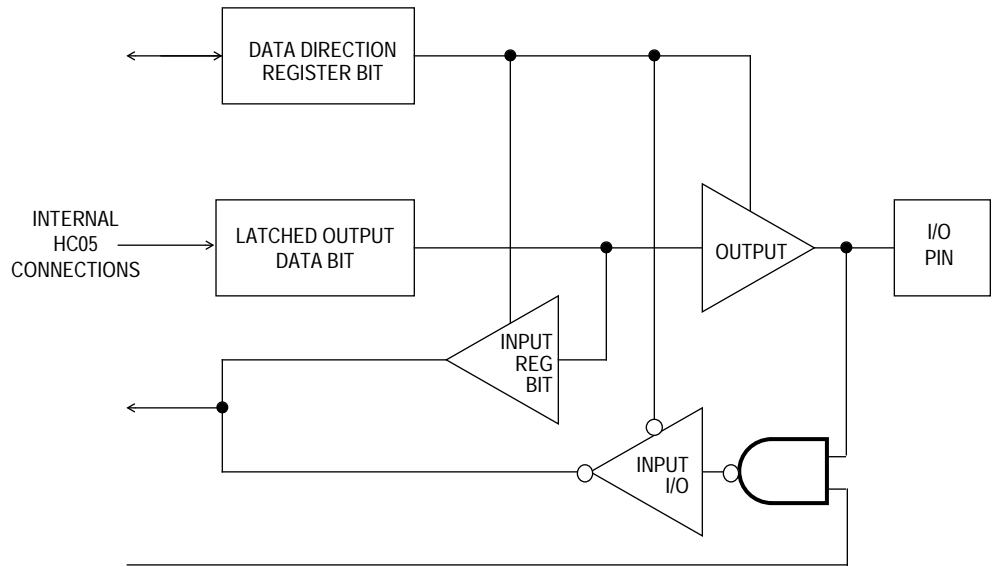 DATA DIRECTION
REGISTER BIT
INTERNAL
HC05
CONNECTIONS
LATCHED OUTPUT
DATA BIT
OUTPUT
I/O
PIN
INPUT
REG
BIT
INPUT
I/O